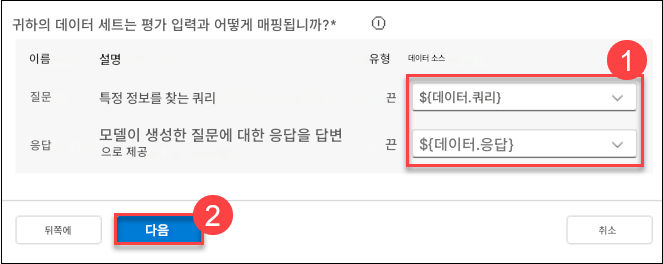 귀하의 데이터 세트는 평가 입력과 어떻게 매핑됩니까?*
이름 설명 유형 데이터 소스
1
질문 특정 정보를 찾는 쿼리 끈 ${데이터.쿼리}
응답 모델이 생성한 질문에 대한 응답을 답변 끈 ${데이터.응답}
으로 제공
2
뒤쪽에 다음 취소